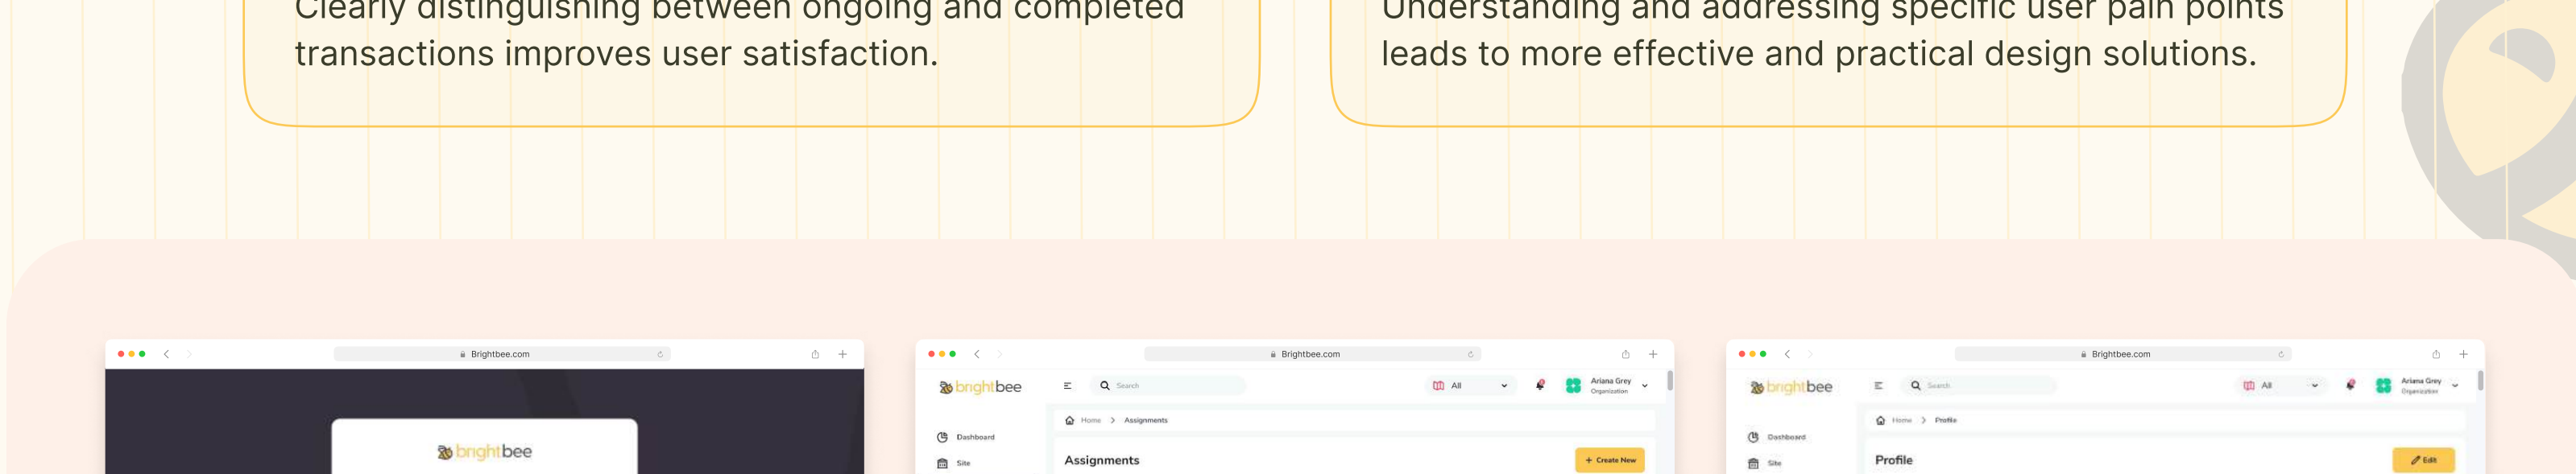 Clearly distinguishing between ongoing and completed
transactions improves user satisfaction.
Understanding and addressing specific user pain points
leads to more effective and practical design solutions.
Brightbee.com
brightbee
Brightbee.com
brightbee
Search
All
Ariana Grey
Organization
Home > Assignments
Dashboard
Assignments
+ Create New
Site
Brightbee.com
brightbee
Search
All
Ariana Grey
Organization
Home > Profile
Dashboard
Profile
Edit
Site